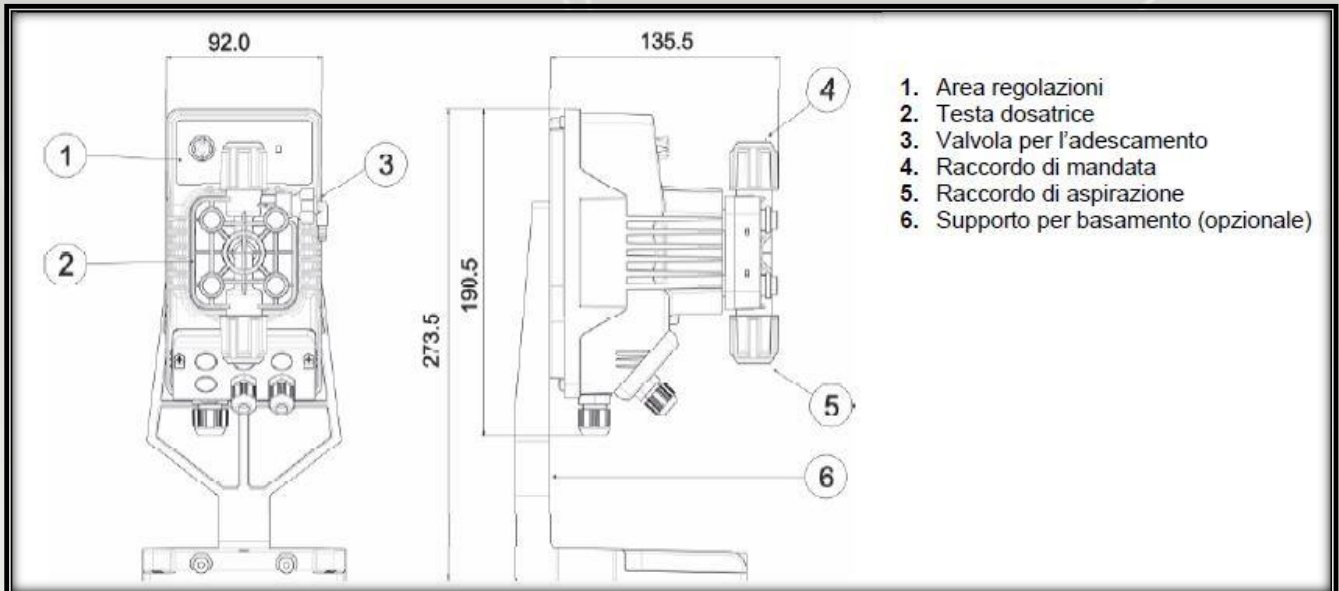 92.0
135.5
1
2
3
4
5
6
190.5
273.5
1. Area regolazioni
2. Testa dosatrice
3. Valvola per l'adescamento
4. Raccordo di mandata
5. Raccordo di aspirazione
6. Supporto per basamento (opzionale)